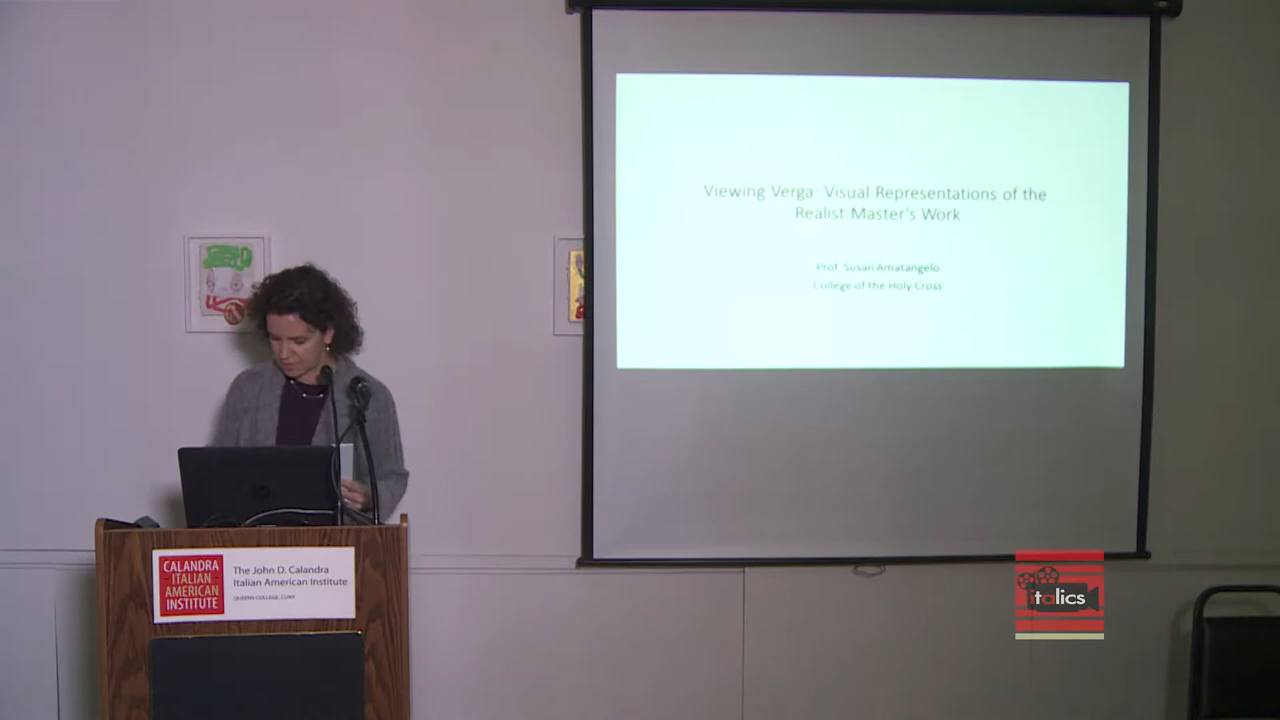 Viewing Verga: Visual Representations of the
Realist Master's Work
Prof. Susan Amatangelo
College of the Holy Cross
CALANDRA
ITALIAN
AMERICAN
INSTITUTE
The John D. Calandra
Italian American Institute
QUEENS COLLEGE, CUNY
italics